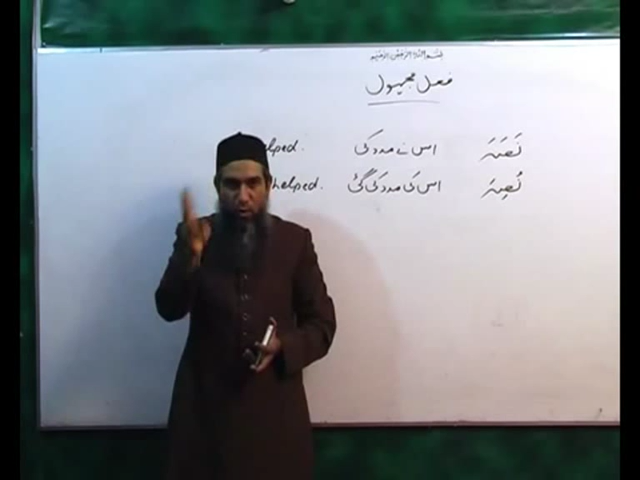 بسم اللہ الرحمن الرحیم
فعل مجہول
نَصَرَ اس نے مدد کی helped.
نُصِرَ اس کی مدد کی گئی helped.